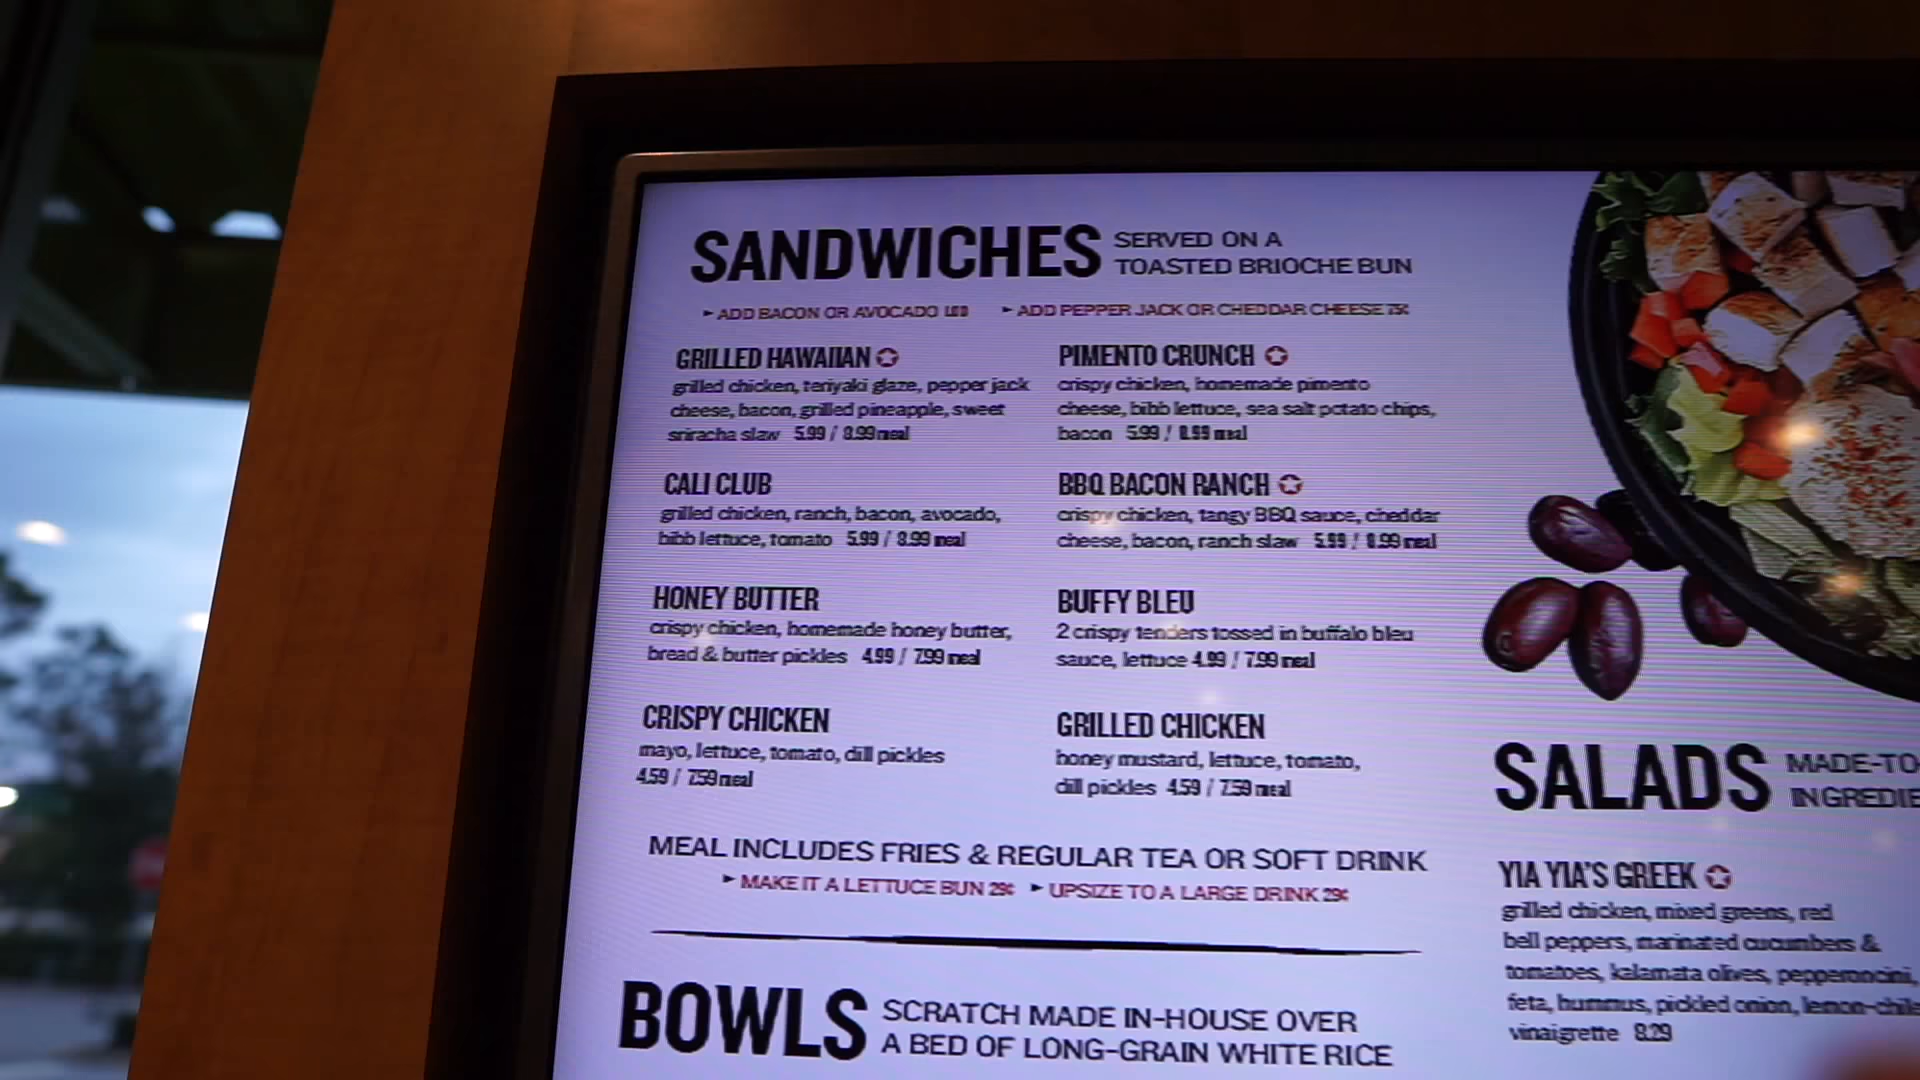 SANDWICHES SERVED ON A
TOASTED BRIOCHE BUN
ADD BACON OR AVOCADO
ADD PEPPER JACK OR CHEDDAR CHEESE 75¢
GRILLED HAWAIIAN
grilled chicken, teriyaki glaze, pepper jack
cheese, bacon, grilled pineapple, sweet
sriracha slaw 5.99 / 8.99 meal
CALI CLUB
grilled chicken, ranch, bacon, avocado,
bibb lettuce, tomato 5.99 / 8.99 meal
HONEY BUTTER
crispy chicken, homemade honey butter,
bread & butter pickles 4.99 / 7.99 meal
CRISPY CHICKEN
mayo, lettuce, tomato, dill pickles
4.59 / 7.59 meal
PIMENTO CRUNCH
crispy chicken, homemade pimento
cheese, bibb lettuce, sea salt potato chips,
bacon 5.99 / 8.99 meal
BBQ BACON RANCH
crispy chicken, tangy BBQ sauce, cheddar
cheese, bacon, ranch slaw 5.99 / 8.99 meal
BUFFY BLEU
2 crispy tenders tossed in buffalo bleu
sauce, lettuce 4.99 / 7.99 meal
GRILLED CHICKEN
honey mustard, lettuce, tomato,
dill pickles 4.59 / 7.59 meal
MEAL INCLUDES FRIES & REGULAR TEA OR SOFT DRINK
MAKE IT A LETTUCE BUN 29¢
UPSIZE TO A LARGE DRINK 29¢
BOWLS SCRATCH MADE IN-HOUSE OVER
A BED OF LONG-GRAIN WHITE RICE
SALADS MADE-TO-
INGREDIE
YIA YIA'S GREEK
grilled chicken, mixed greens, red
bell peppers, marinated cucumbers &
tomatoes, kalamata olives, pepperoncini,
feta, hummus, pickled onion, lemon-chile
vinaigrette 8.29